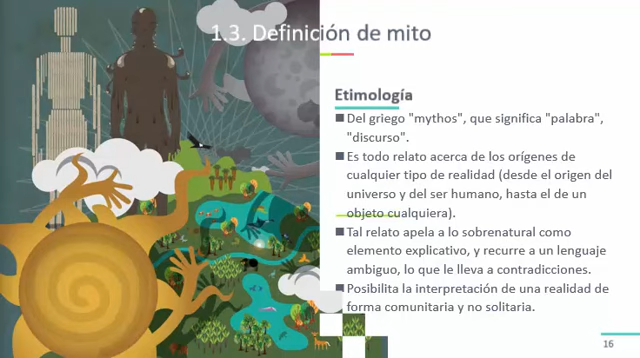 1.3. Definición de mito
Etimología
Del griego "mythos", que significa "palabra",
"discurso".
Es todo relato acerca de los orígenes de
cualquier tipo de realidad (desde el origen del
universo y del ser humano, hasta el de un
objeto cualquiera).
Tal relato apela a lo sobrenatural como
elemento explicativo, y recurre a un lenguaje
ambiguo, lo que le lleva a contradicciones.
Posibilita la interpretación de una realidad de
forma comunitaria y no solitaria.
16